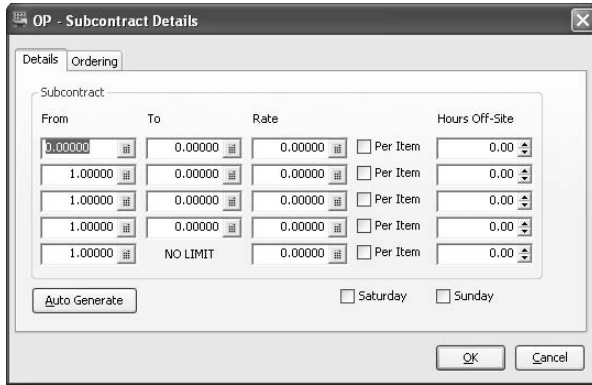 OP - Subcontract Details
Details Ordering
Subcontract
From To Rate Hours Off-Site
0.00000 0.00000 0.00000 Per Item 0.00
1.00000 0.00000 0.00000 Per Item 0.00
1.00000 0.00000 0.00000 Per Item 0.00
1.00000 0.00000 0.00000 Per Item 0.00
1.00000 NO LIMIT 0.00000 Per Item 0.00
Auto Generate Saturday Sunday
OK Cancel